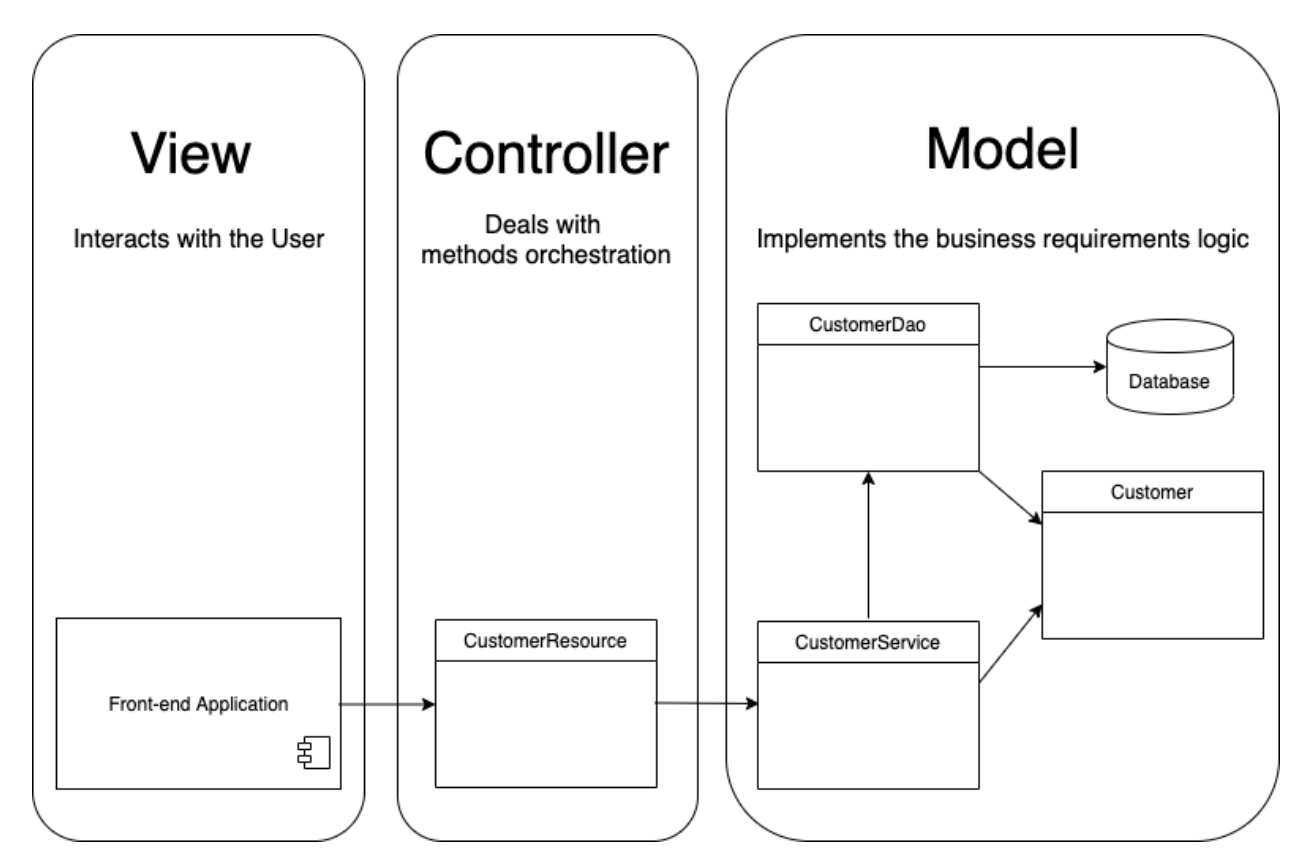 View
Interacts with the User
Front-end Application
Controller
Deals with
methods orchestration
CustomerResource
Model
Implements the business requirements logic
CustomerDao
Database
Customer
CustomerService